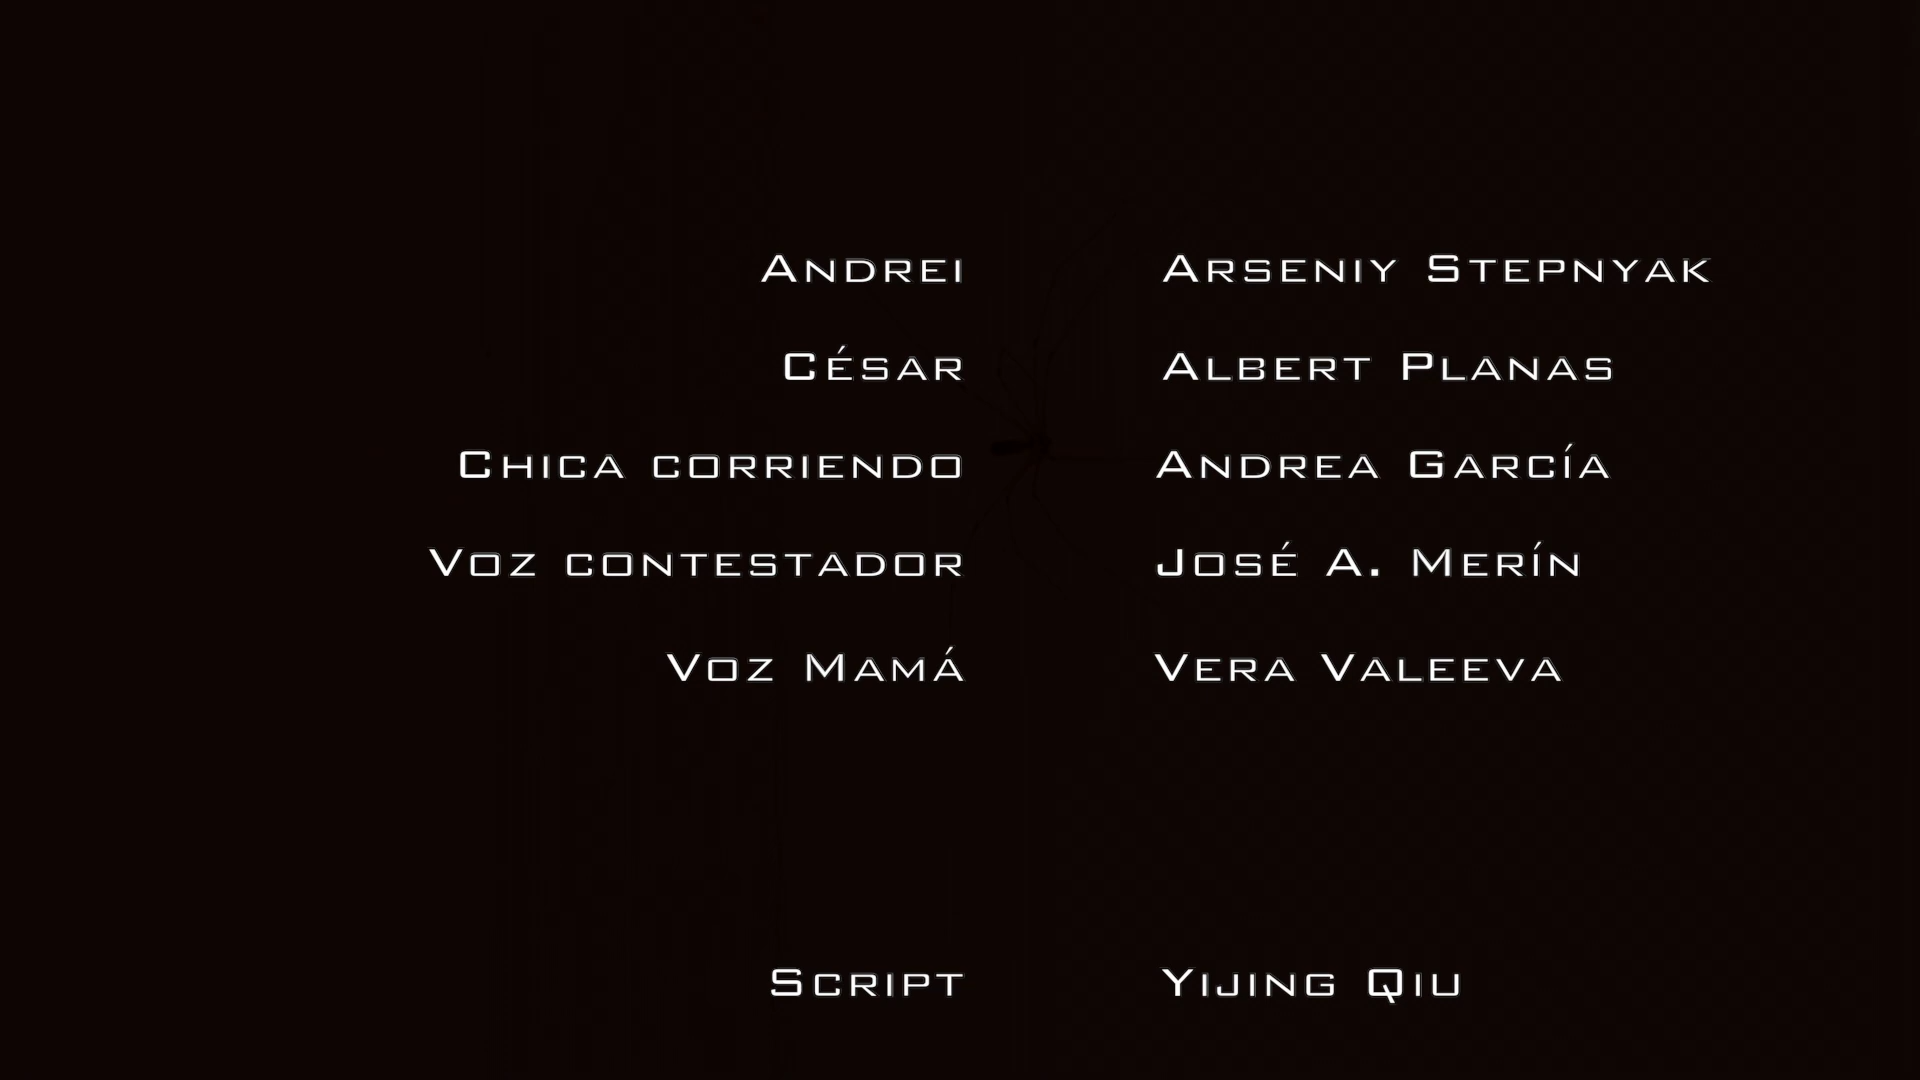 Andrei Arseniy Stepnyak
César Albert Planas
Chica corriendo Andrea García
Voz contestador José A. Merín
Voz Mamá Vera Valeeva
Script Yijing Qiu